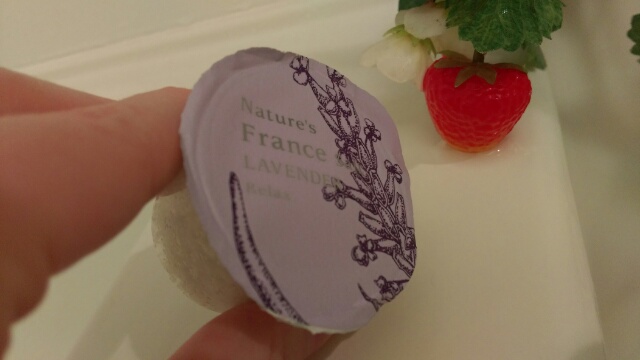 Nature's
France
LAVENDER
Relax